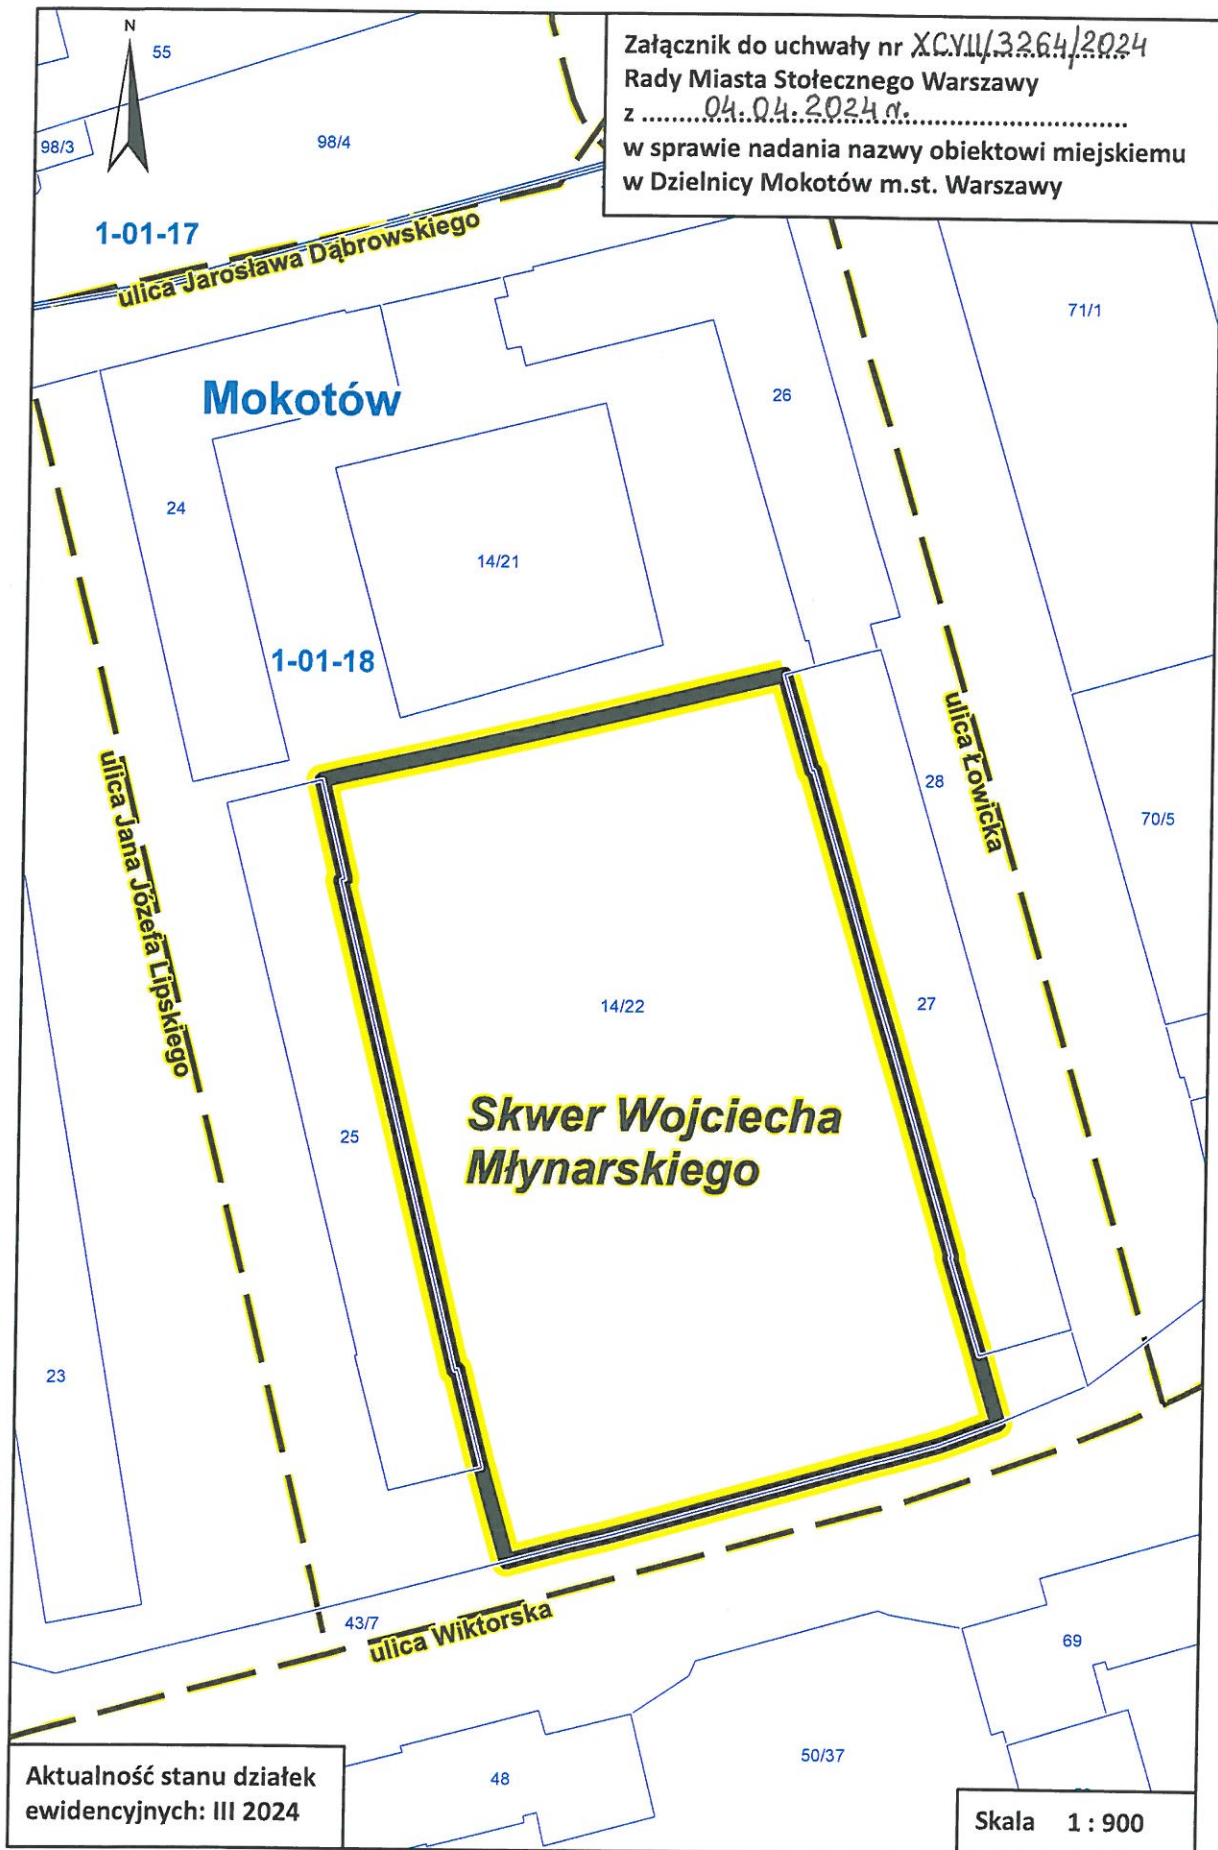 N
55
Załącznik do uchwały nr XCVIII/3264/2024
Rady Miasta Stołecznego Warszawy
z ........04.04.2024 r..............................
w sprawie nadania nazwy obiektowi miejskiemu
w Dzielnicy Mokotów m.st. Warszawy
98/3
98/4
1-01-17
ulica Jarosława Dąbrowskiego
71/1
Mokotów
26
24
14/21
1-01-18
ulica Łowicka
ulica Jana Józefa Lipskiego
28
70/5
14/22
27
Skwer Wojciecha
Młynarskiego
25
23
43/7
ulica Wiktorska
69
50/37
48
Aktualność stanu działek
ewidencyjnych: III 2024
Skala 1 : 900